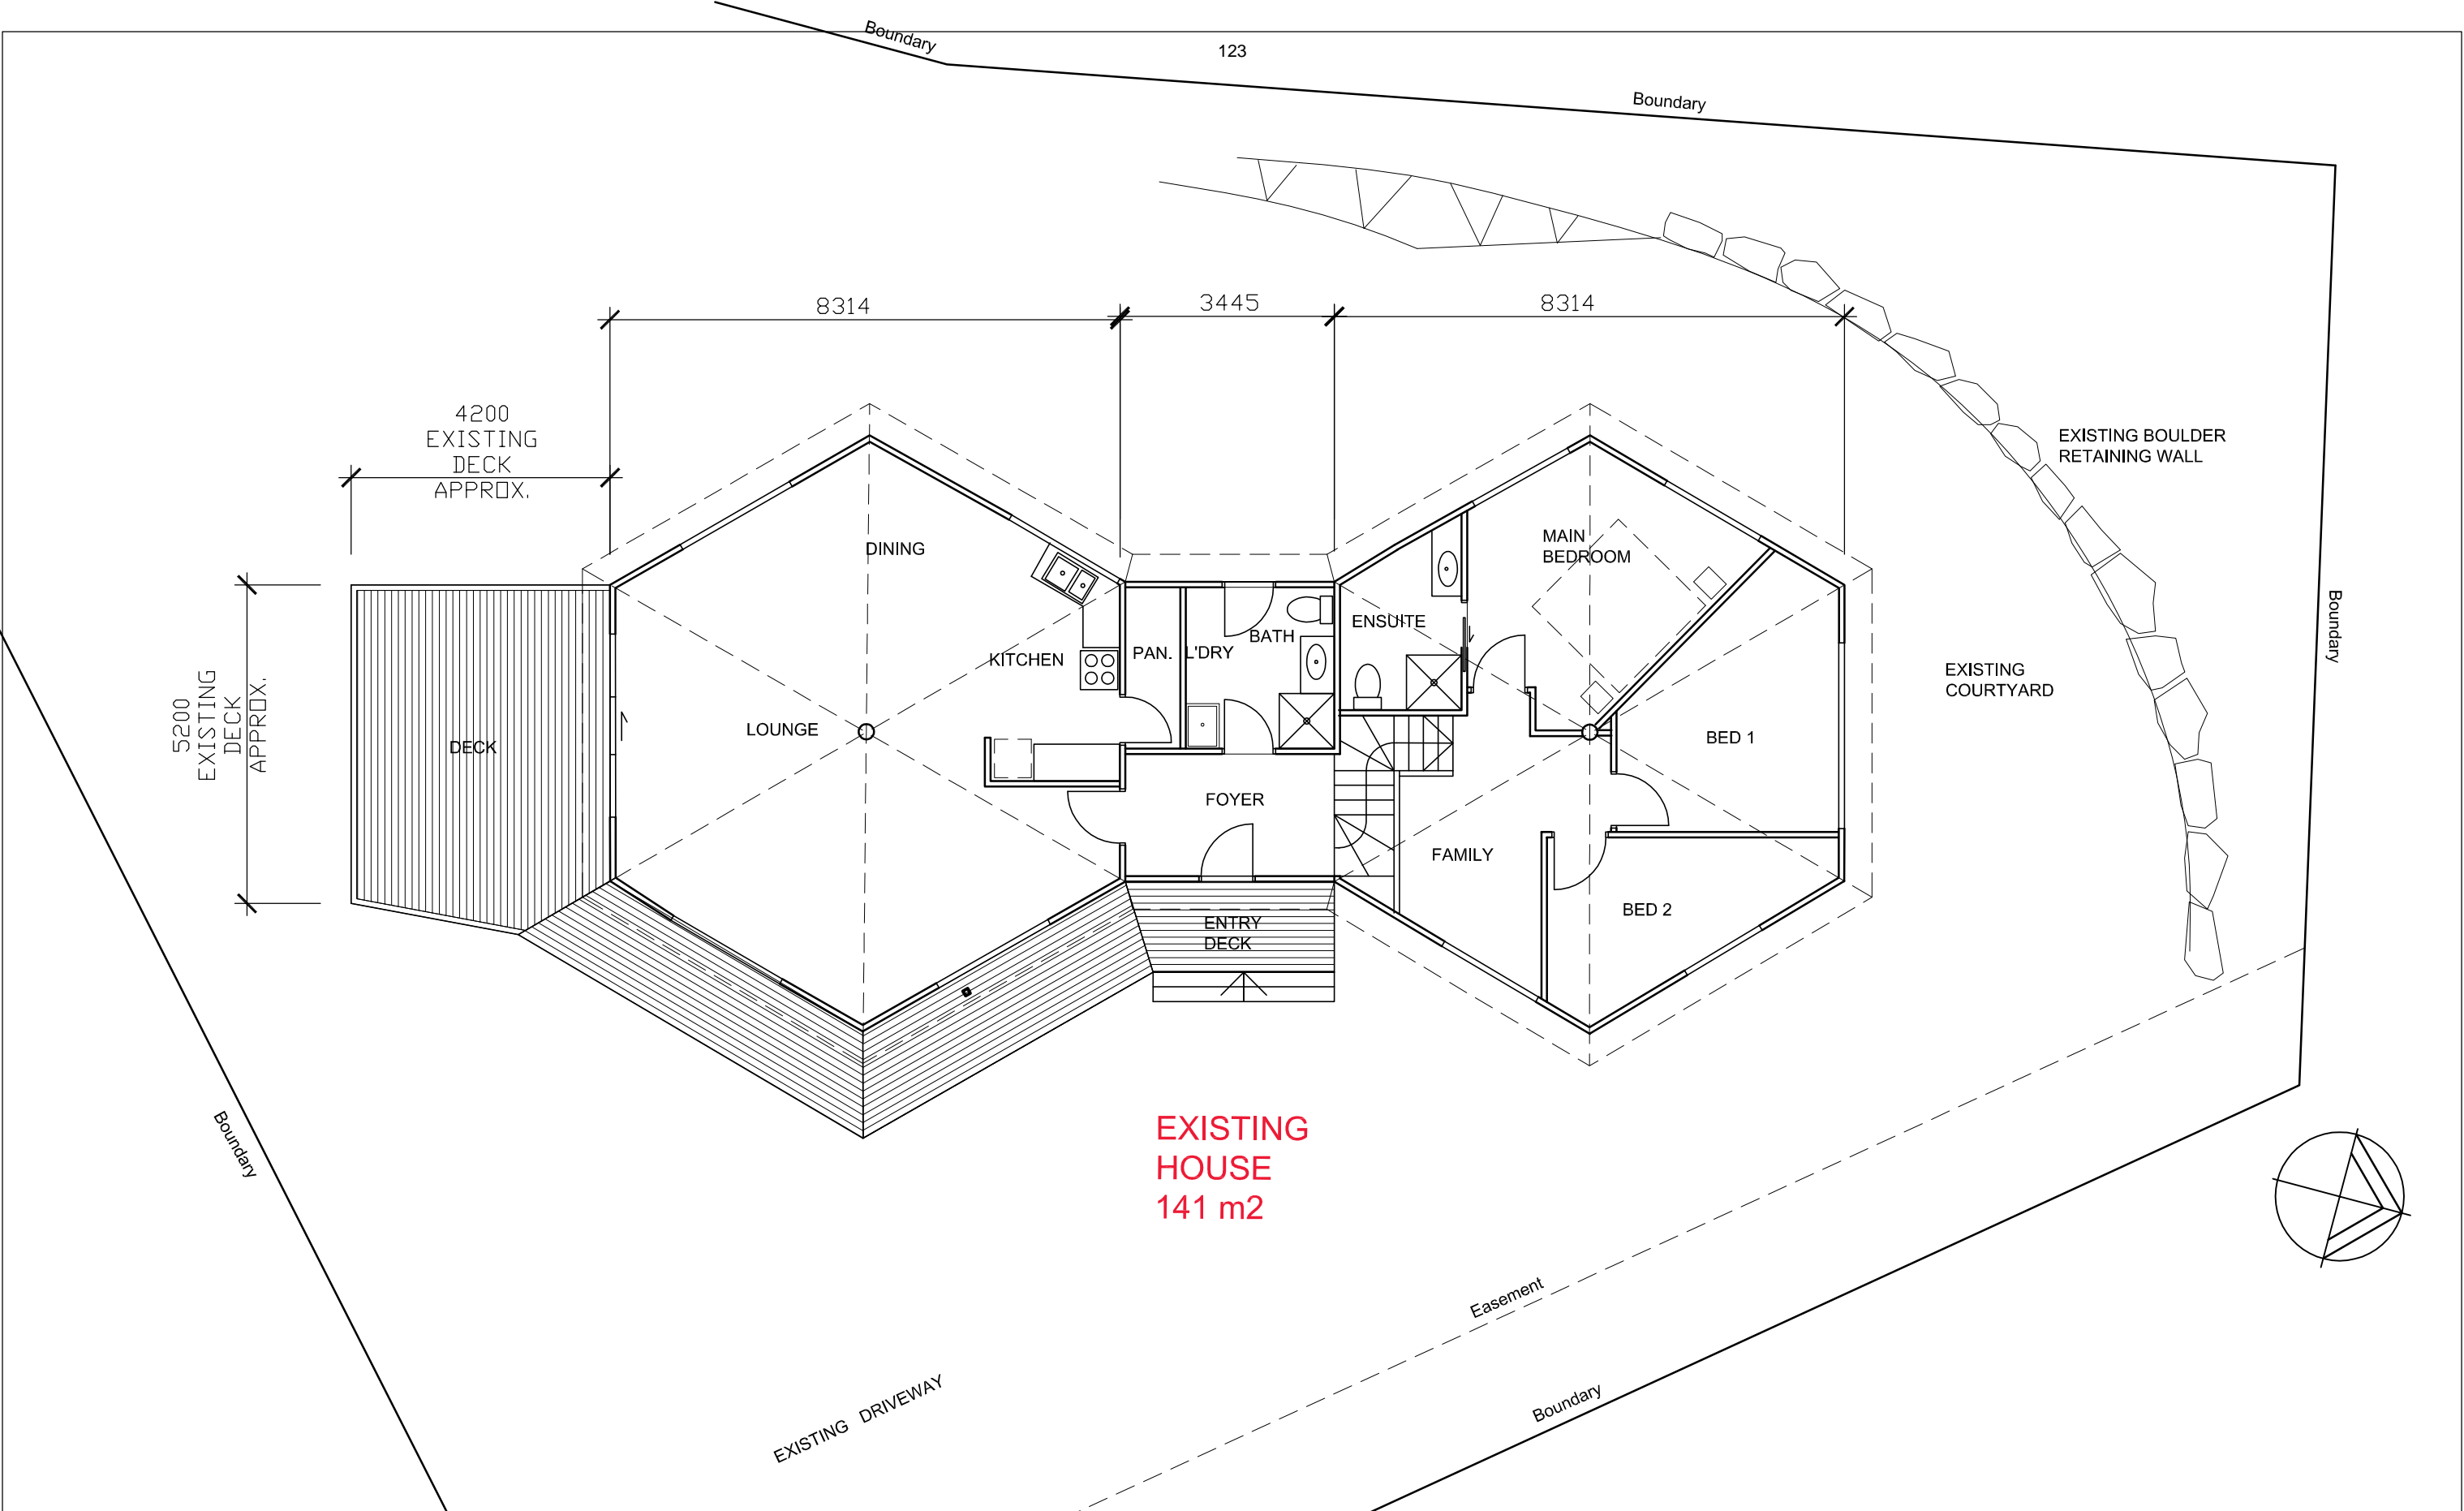 Boundary
123
Boundary
8314
3445
8314
4200
EXISTING
DECK
APPROX.
EXISTING BOULDER
RETAINING WALL
DINING
MAIN
BEDROOM
Boundary
ENSUITE
BATH
KITCHEN
PAN.
L'DRY
EXISTING
COURTYARD
5200
EXISTING
DECK
APPROX.
DECK
LOUNGE
BED 1
FOYER
FAMILY
BED 2
ENTRY
DECK
EXISTING
HOUSE
141 m2
Boundary
Easement
EXISTING DRIVEWAY
Boundary